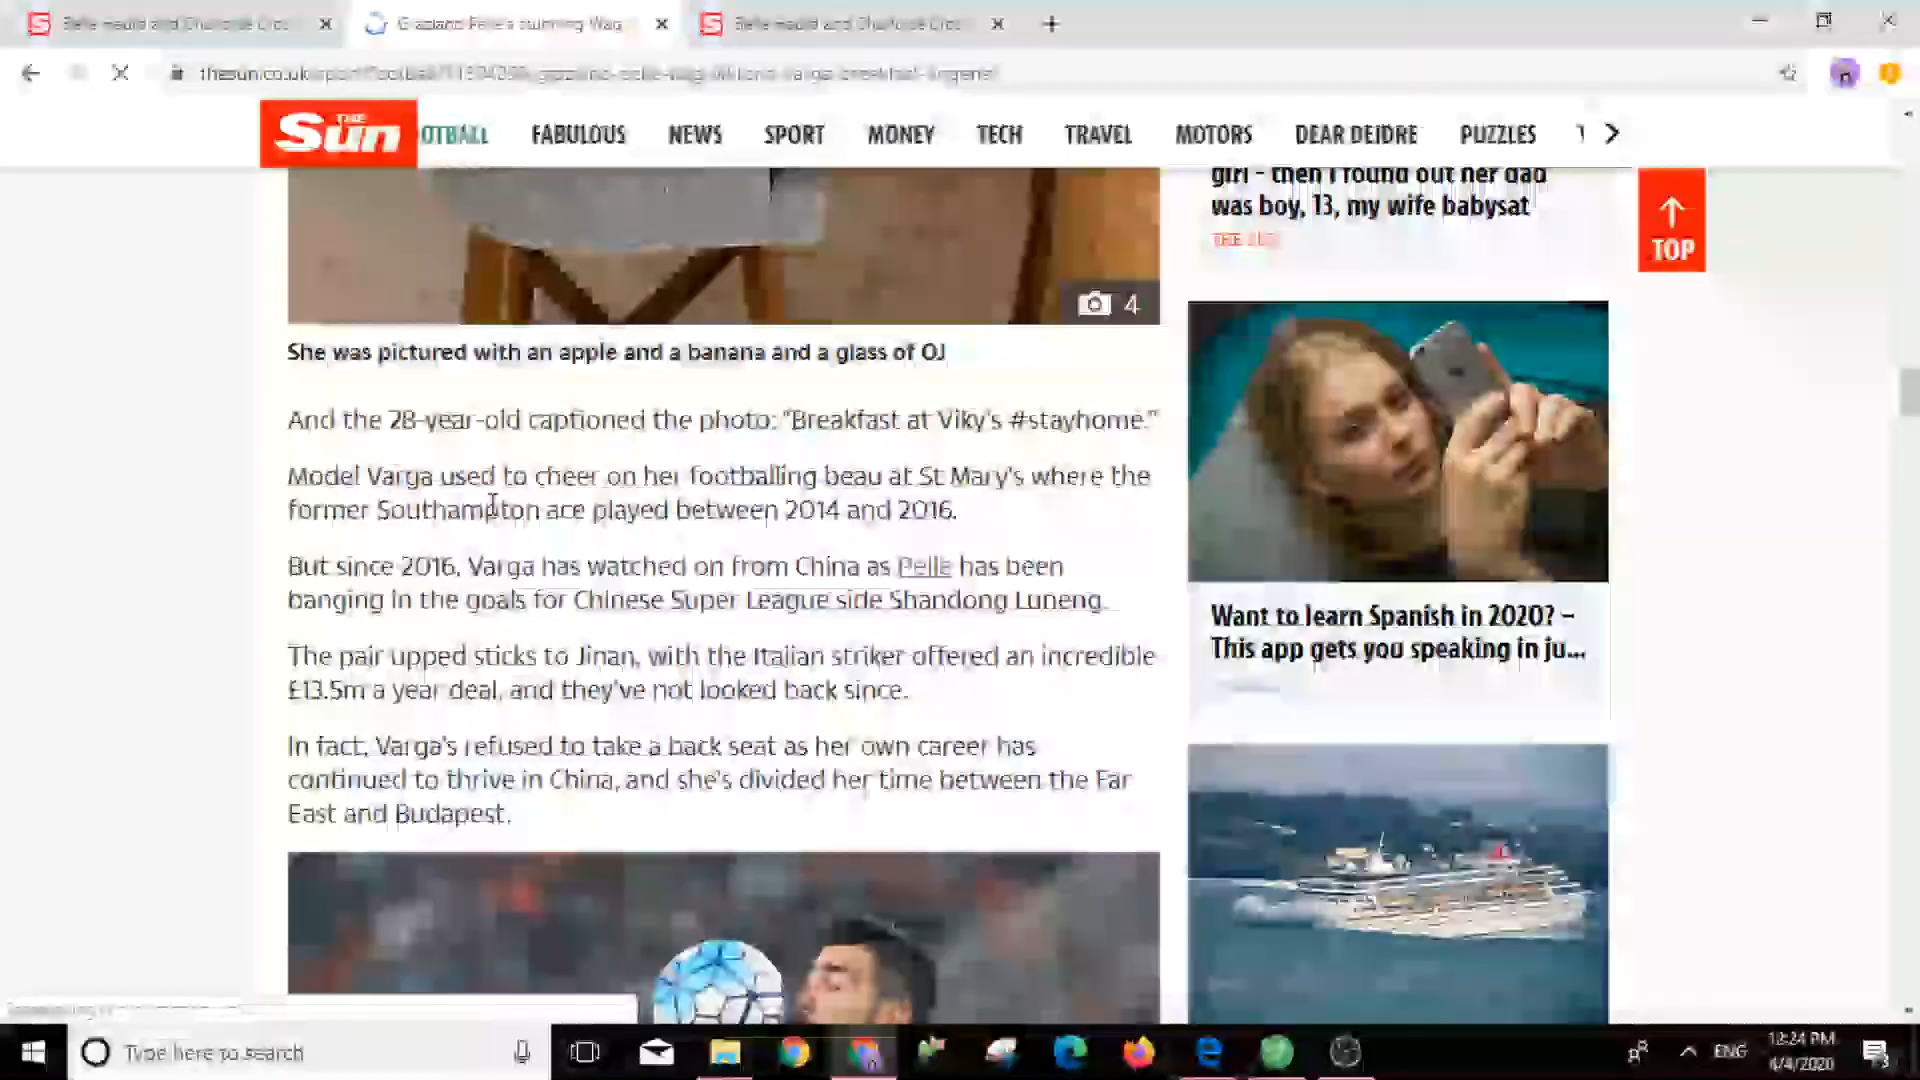 Graziano Pelle's stunning Wag
THE Sun
OTBALL FABULOUS NEWS SPORT MONEY TECH TRAVEL MOTORS DEAR DEIDRE PUZZLES
girl - then I found out her dad
was boy, 13, my wife babysat
THE SUN
TOP
4
She was pictured with an apple and a banana and a glass of OJ
And the 28-year-old captioned the photo: "Breakfast at Viky's #stayhome."
Model Varga used to cheer on her footballing beau at St Mary's where the
former Southampton ace played between 2014 and 2016.
But since 2016, Varga has watched on from China as Pelle has been
banging in the goals for Chinese Super League side Shandong Luneng.
The pair upped sticks to Jinan, with the Italian striker offered an incredible
£13.5m a year deal, and they've not looked back since.
In fact, Varga's refused to take a back seat as her own career has
continued to thrive in China, and she's divided her time between the Far
East and Budapest.
Want to learn Spanish in 2020? –
This app gets you speaking in ju...
Type here to search
ENG
12:24 PM
4/4/2020